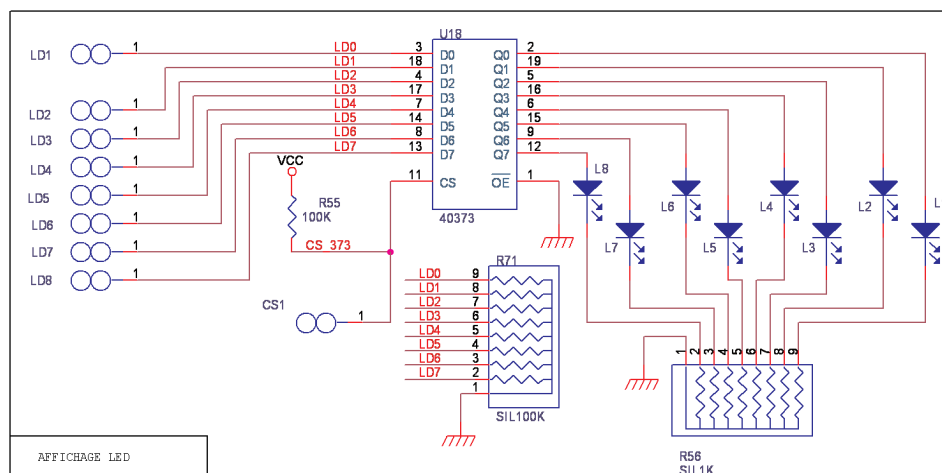 U18
LD1 1 LD0 3 D0 Q0 2
LD1 18 D1 Q1 19
LD2 4 D2 Q2 5
LD3 17 D3 Q3 16
LD2 1 LD4 7 D4 Q4 6
LD5 14 D5 Q5 15
LD3 1 LD6 8 D6 Q6 9
LD7 13 D7 Q7 12
LD4 1
VCC
11 CS OE 1
L8 L6 L4 L2 L
LD5 1
R55
100K
40373
LD6 1
L7 L5 L3
LD7 1
CS_373
R71
LD8 1
LD0 9
LD1 8
LD2 7
CS1 1
LD3 6
LD4 5
LD5 4
LD6 3
LD7 2
1
1 2 3 4 5 6 7 8 9
SIL100K
AFFICHAGE LED
R56
SIL1K